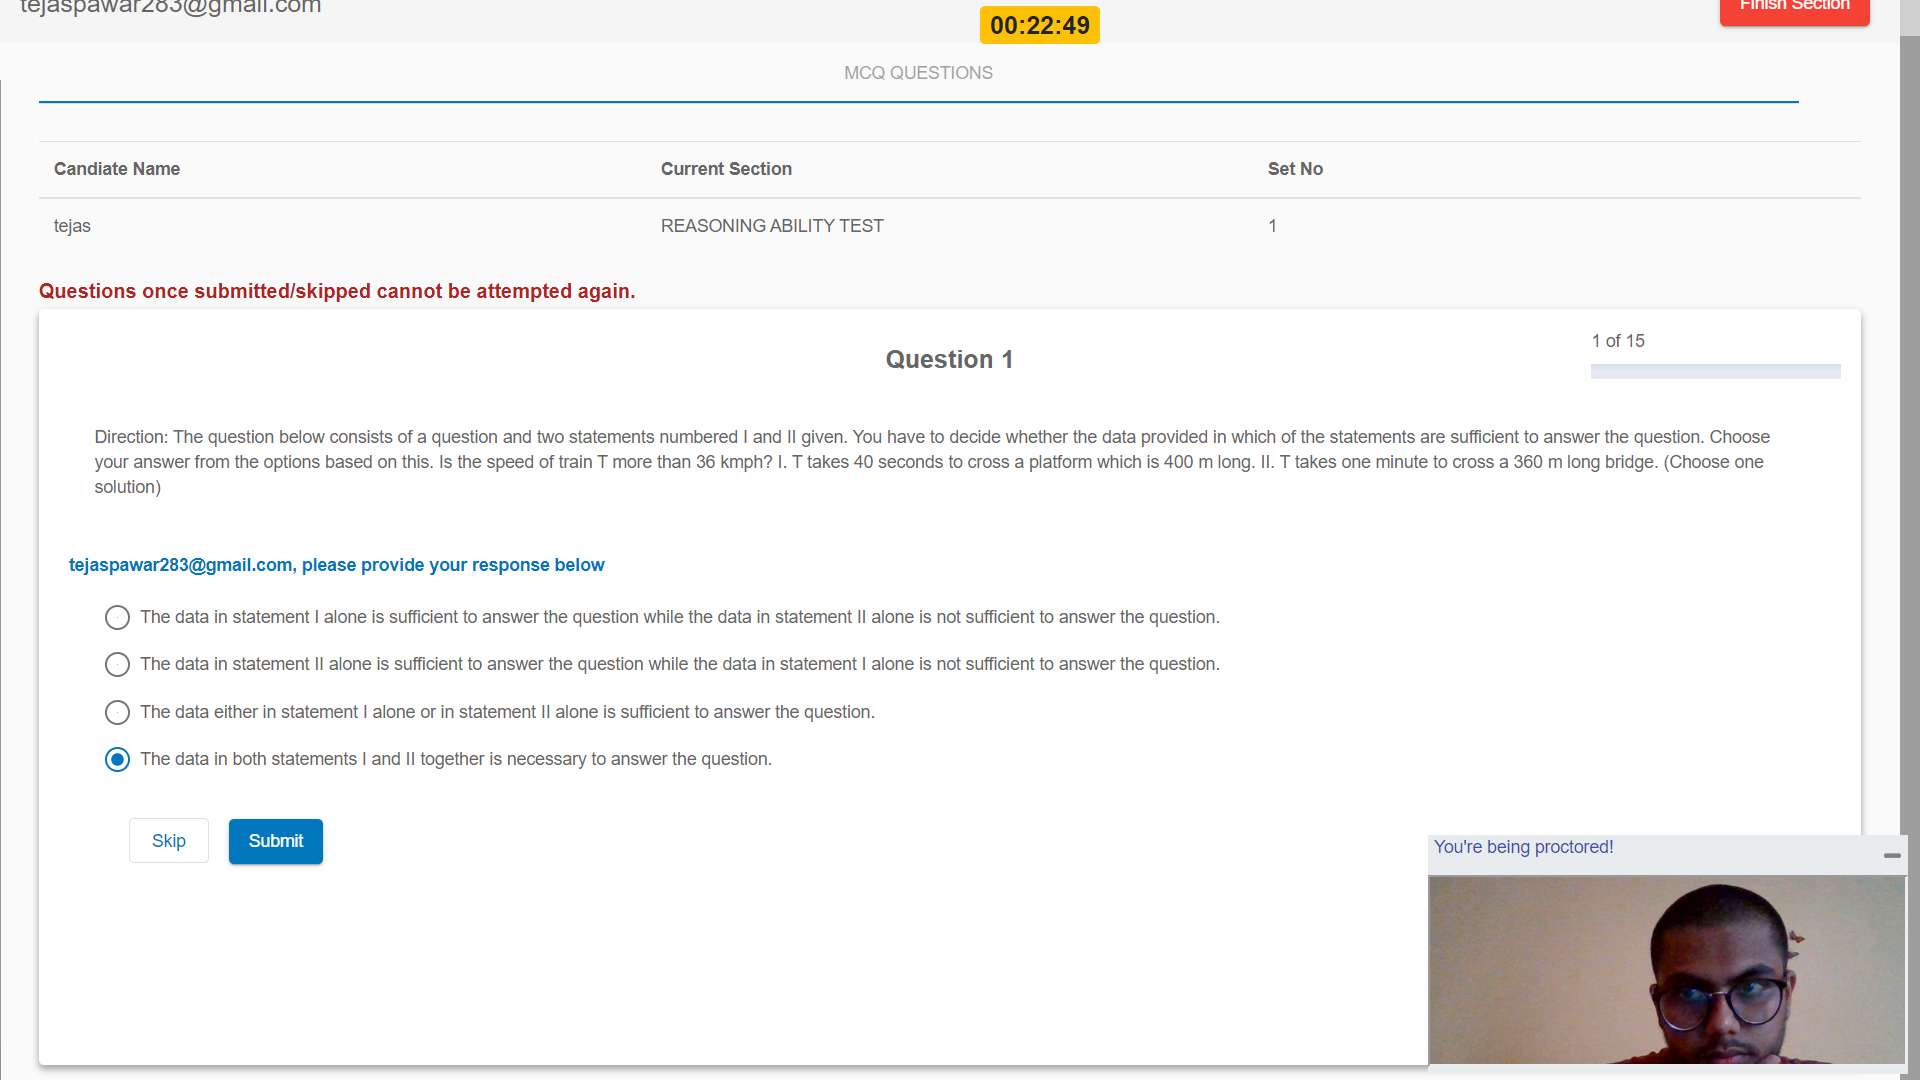 tejaspawar283@gmail.com
Finish Section
00:22:49
MCQ QUESTIONS
Candiate Name Current Section Set No
tejas REASONING ABILITY TEST 1
Questions once submitted/skipped cannot be attempted again.
1 of 15
Question 1
Direction: The question below consists of a question and two statements numbered I and II given. You have to decide whether the data provided in which of the statements are sufficient to answer the question. Choose
your answer from the options based on this. Is the speed of train T more than 36 kmph? I. T takes 40 seconds to cross a platform which is 400 m long. II. T takes one minute to cross a 360 m long bridge. (Choose one
solution)
tejaspawar283@gmail.com, please provide your response below
The data in statement I alone is sufficient to answer the question while the data in statement II alone is not sufficient to answer the question.
The data in statement II alone is sufficient to answer the question while the data in statement I alone is not sufficient to answer the question.
The data either in statement I alone or in statement II alone is sufficient to answer the question.
The data in both statements I and II together is necessary to answer the question.
Skip Submit
You're being proctored!